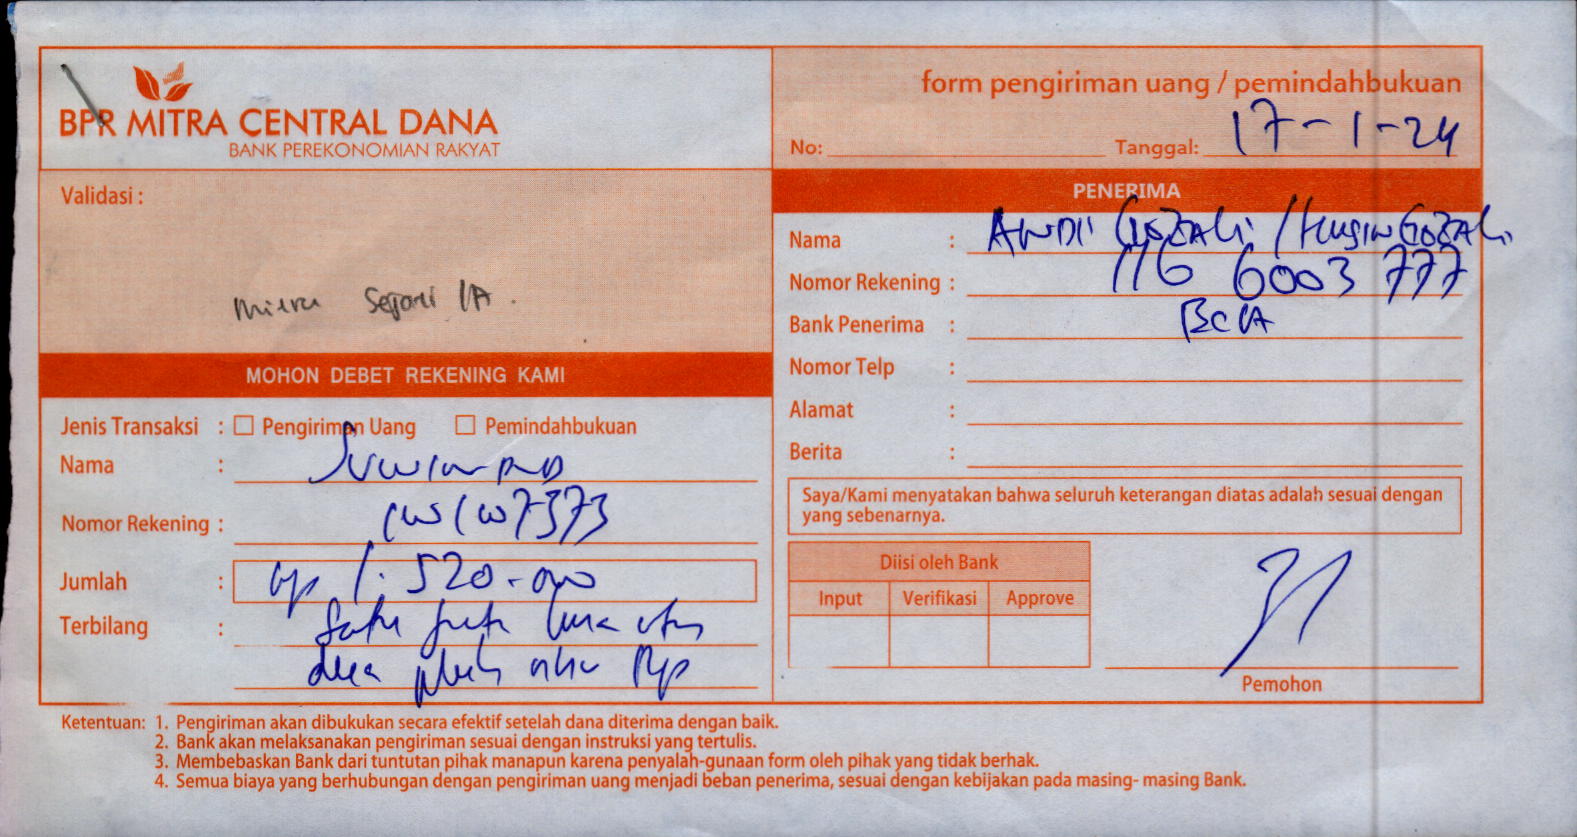 BPR MITRA CENTRAL DANA
BANK PEREKONOMIAN RAKYAT
form pengiriman uang / pemindahbukuan
No:
Tanggal: 17-1-24
Validasi :
Mitra Sejati
MOHON DEBET REKENING KAMI
Jenis Transaksi : Pengiriman Uang Pemindahbukuan
Nama :
Nomor Rekening :
Jumlah : Rp 1.520.000
Terbilang : Satu juta lima ratus
dua puluh ribu Rp
PENERIMA
Nama : ANDI GOZALI / HUSIN GOZALI
Nomor Rekening : 116 6003 777
Bank Penerima : BCA
Nomor Telp :
Alamat :
Berita :
Saya/Kami menyatakan bahwa seluruh keterangan diatas adalah sesuai dengan
yang sebenarnya.
Diisi oleh Bank
Input Verifikasi Approve
Pemohon
Ketentuan: 1. Pengiriman akan dibukukan secara efektif setelah dana diterima dengan baik.
2. Bank akan melaksanakan pengiriman sesuai dengan instruksi yang tertulis.
3. Membebaskan Bank dari tuntutan pihak manapun karena penyalah-gunaan form oleh pihak yang tidak berhak.
4. Semua biaya yang berhubungan dengan pengiriman uang menjadi beban penerima, sesuai dengan kebijakan pada masing- masing Bank.